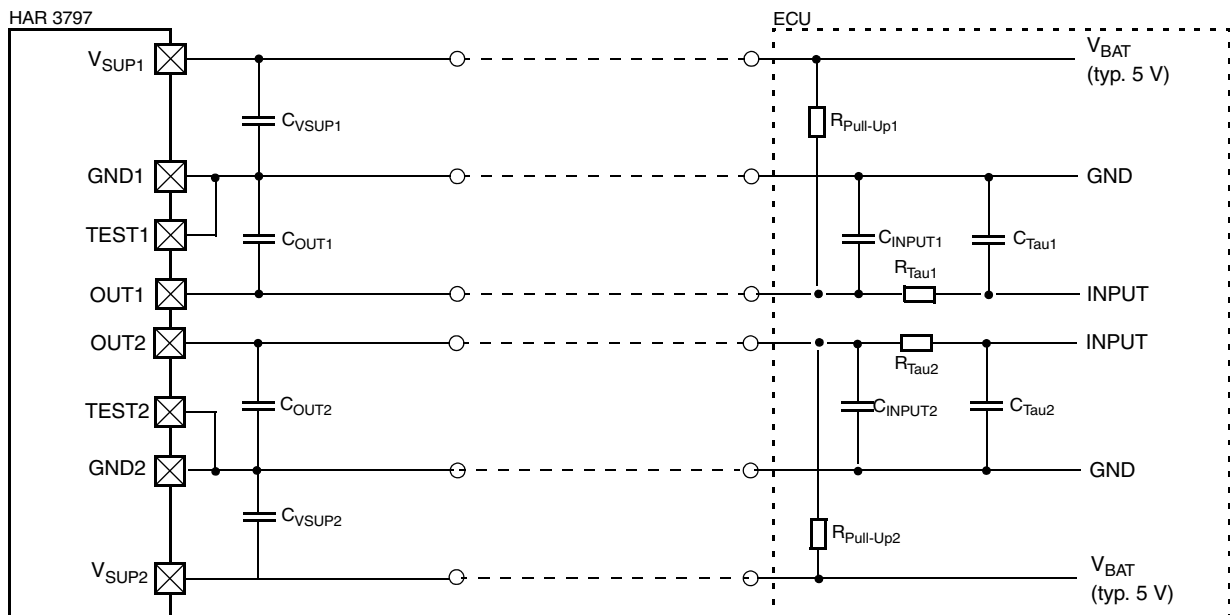 HAR 3797
ECU
VSUP1
VBAT
(typ. 5 V)
CVSUP1
RPull-Up1
GND1
GND
TEST1
COUT1
CINPUT1
CTau1
RTau1
OUT1
INPUT
OUT2
INPUT
RTau2
TEST2
COUT2
CINPUT2
CTau2
GND2
GND
CVSUP2
RPull-Up2
VSUP2
VBAT
(typ. 5 V)